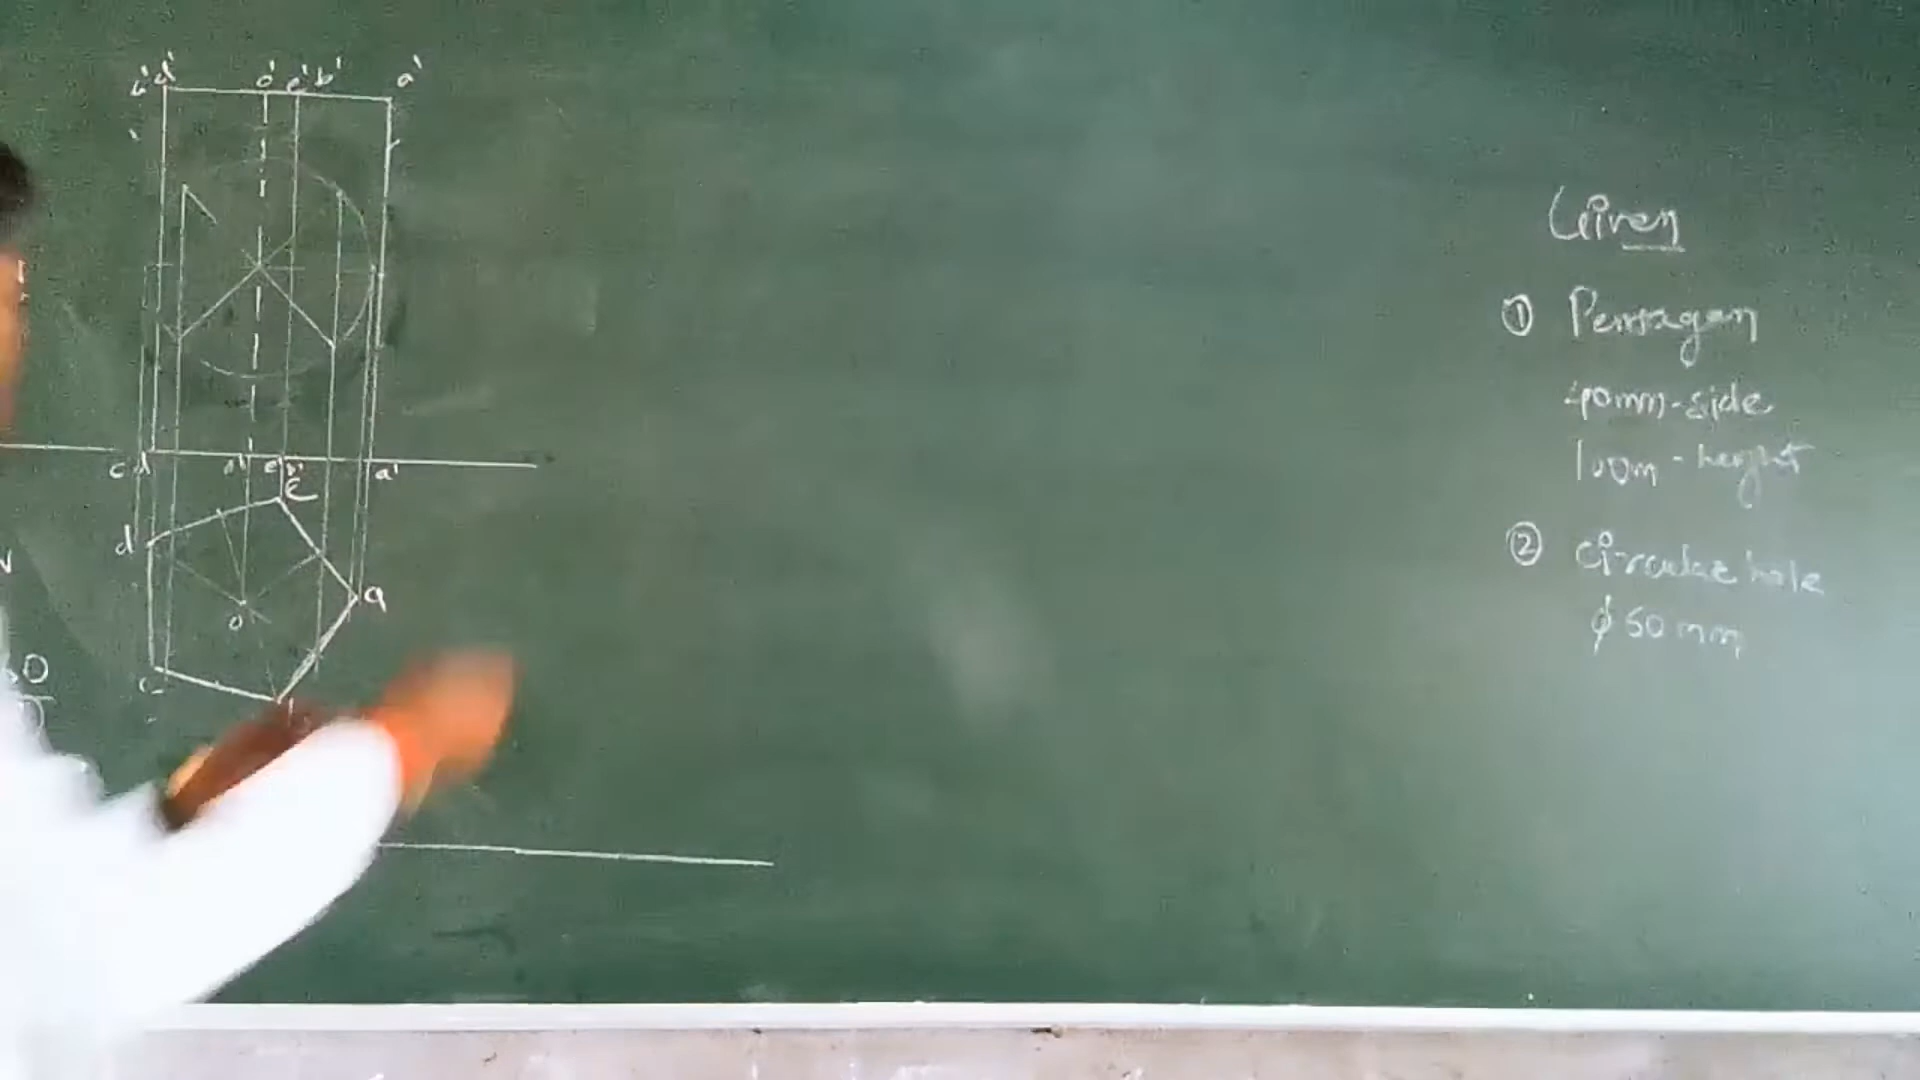 d' o' e' b' a'
c' d' o' e' b' a'
e
d
a
o
c
Given
① Pentagon
40mm-side
100m-height
② circular hole
ϕ 50 mm